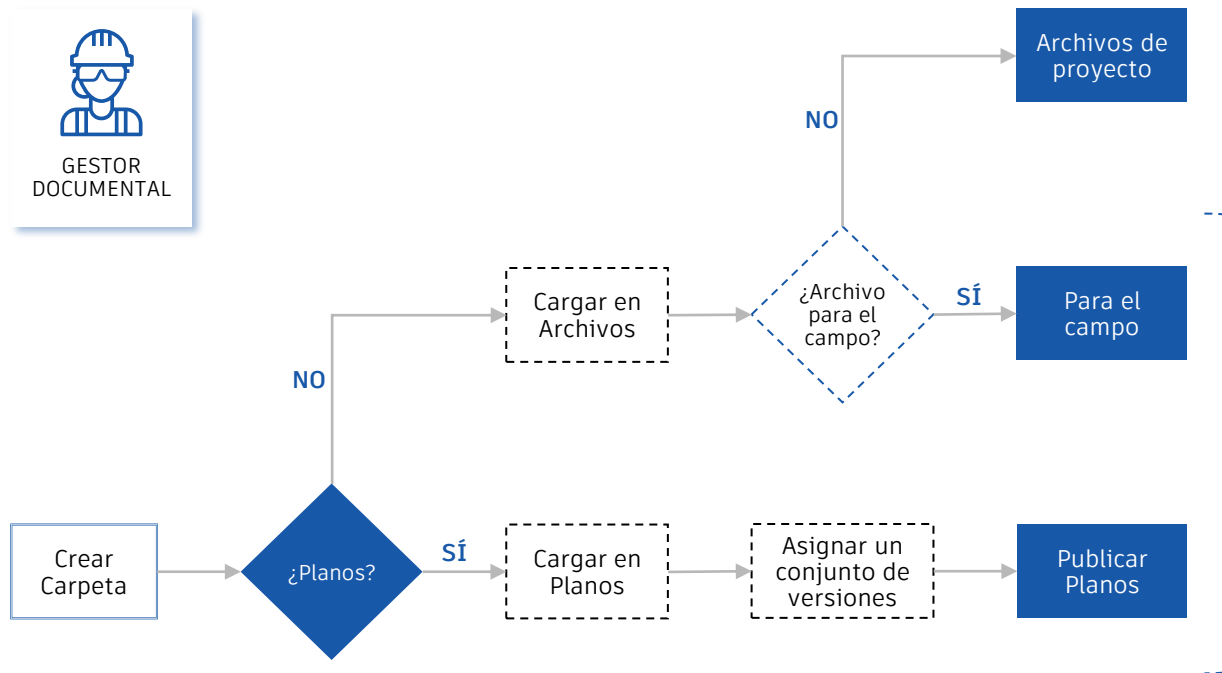 GESTOR
DOCUMENTAL
Archivos de
proyecto
NO
Cargar en
Archivos
¿Archivo
para el
campo?
SÍ
Para el
campo
NO
Crear
Carpeta
¿Planos?
SÍ
Cargar en
Planos
Asignar un
conjunto de
versiones
Publicar
Planos